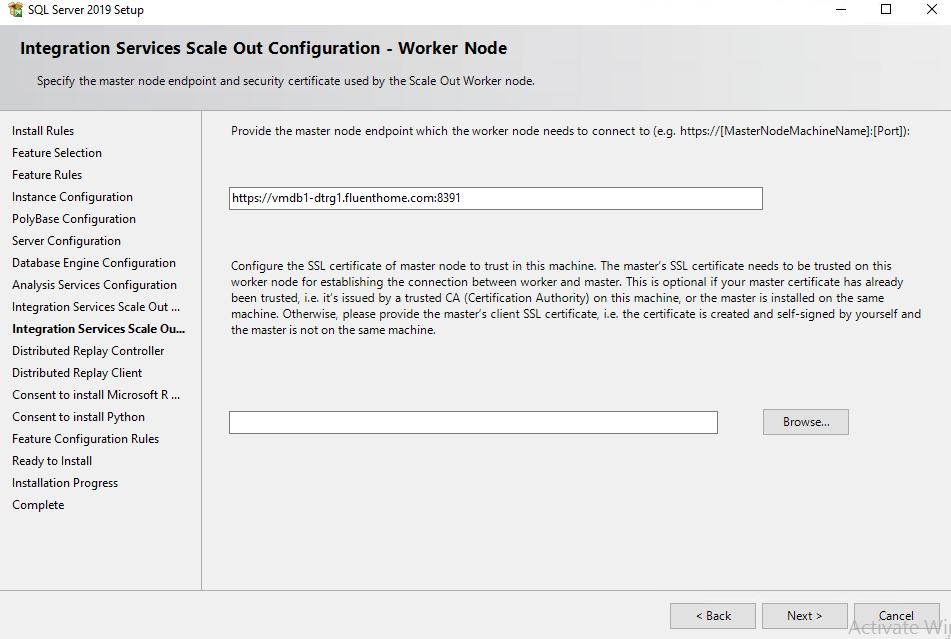 SQL Server 2019 Setup
Integration Services Scale Out Configuration - Worker Node
Specify the master node endpoint and security certificate used by the Scale Out Worker node.
Install Rules
Feature Selection
Feature Rules
Instance Configuration
PolyBase Configuration
Server Configuration
Database Engine Configuration
Analysis Services Configuration
Integration Services Scale Out ...
Integration Services Scale Ou...
Distributed Replay Controller
Distributed Replay Client
Consent to install Microsoft R ...
Consent to install Python
Feature Configuration Rules
Ready to Install
Installation Progress
Complete
Provide the master node endpoint which the worker node needs to connect to (e.g. https://[MasterNodeMachineName]:[Port]):
https://vmdb1-dtrg1.fluenthome.com:8391
Configure the SSL certificate of master node to trust in this machine. The master's SSL certificate needs to be trusted on this
worker node for establishing the connection between worker and master. This is optional if your master certificate has already
been trusted, i.e. it's issued by a trusted CA (Certification Authority) on this machine, or the master is installed on the same
machine. Otherwise, please provide the master's client SSL certificate, i.e. the certificate is created and self-signed by yourself and
the master is not on the same machine.
Browse...
< Back
Next >
Cancel
Activate Wi